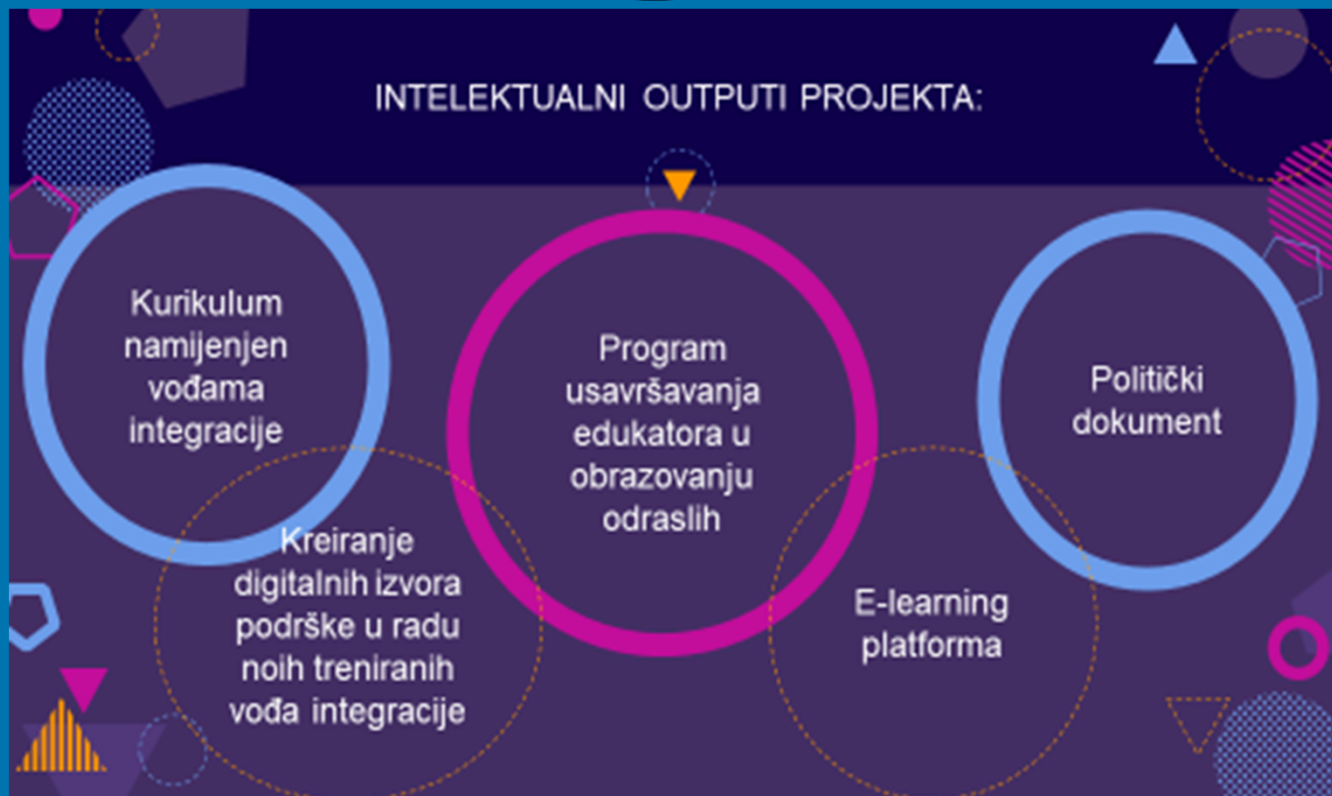 INTELEKTUALNI OUTPUTI PROJEKTA:
Kurikulum
namijenjen
vođama
integracije
Kreiranje
digitalnih izvora
podrške u radu
noih treniranih
vođa integracije
Program
usavršavanja
edukatora u
obrazovanju
odraslih
E-learning
platforma
Politički
dokument